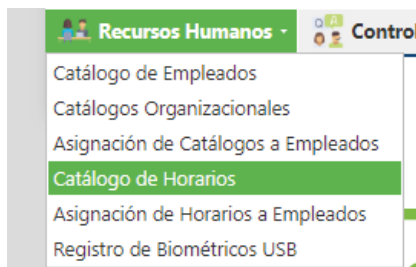 Recursos Humanos
Catálogo de Empleados
Catálogos Organizacionales
Asignación de Catálogos a Empleados
Catálogo de Horarios
Asignación de Horarios a Empleados
Registro de Biométricos USB